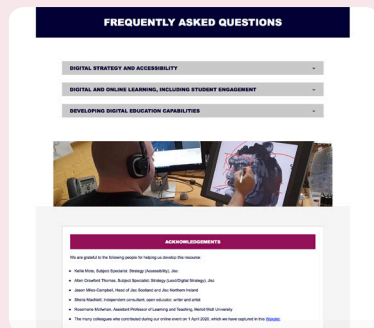 FREQUENTLY ASKED QUESTIONS
DIGITAL STRATEGY AND ACCESSIBILITY
DIGITAL AND ONLINE LEARNING, INCLUDING STUDENT ENGAGEMENT
DEVELOPING DIGITAL EDUCATION CAPABILITIES
ACKNOWLEDGEMENTS
We are grateful to the following people for helping us develop this resource:
Kellie Mote, Subject Specialist: Strategy (Accessibility), Jisc
Allen Crawford Thomas, Subject Specialist: Strategy (Lead/Digital Strategy), Jisc
Jason Miles-Campbell, Head of Jisc Scotland and Jisc Northern Ireland
Sheila MacNeill, Independent consultant, open educator, writer and artist
Rosemarie McIlwhan, Assistant Professor of Learning and Teaching, Heriot-Watt University
The many colleagues who contributed during our online event on 1 April 2025, which we have captured in this